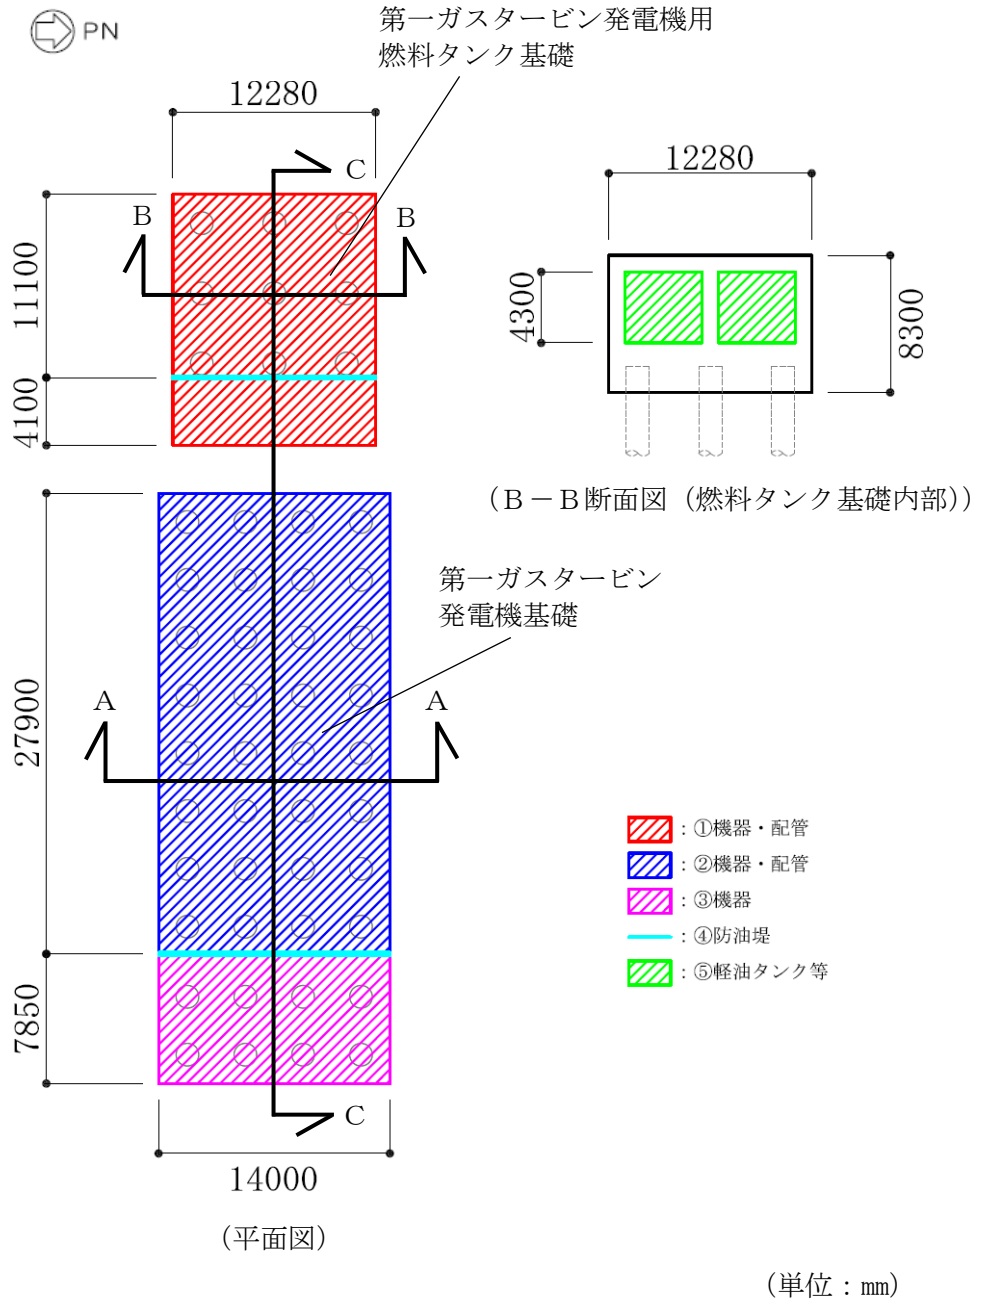 PN
第一ガスタービン発電機用
燃料タンク基礎
12280
C
B
B
11100
4100
12280
4300
8300
(B-B断面図（燃料タンク基礎内部))
第一ガスタービン
発電機基礎
A
A
27900
7850
C
14000
(平面図)
：①機器・配管
：②機器・配管
：③機器
：④防油堤
：⑤軽油タンク等
(単位：㎜)